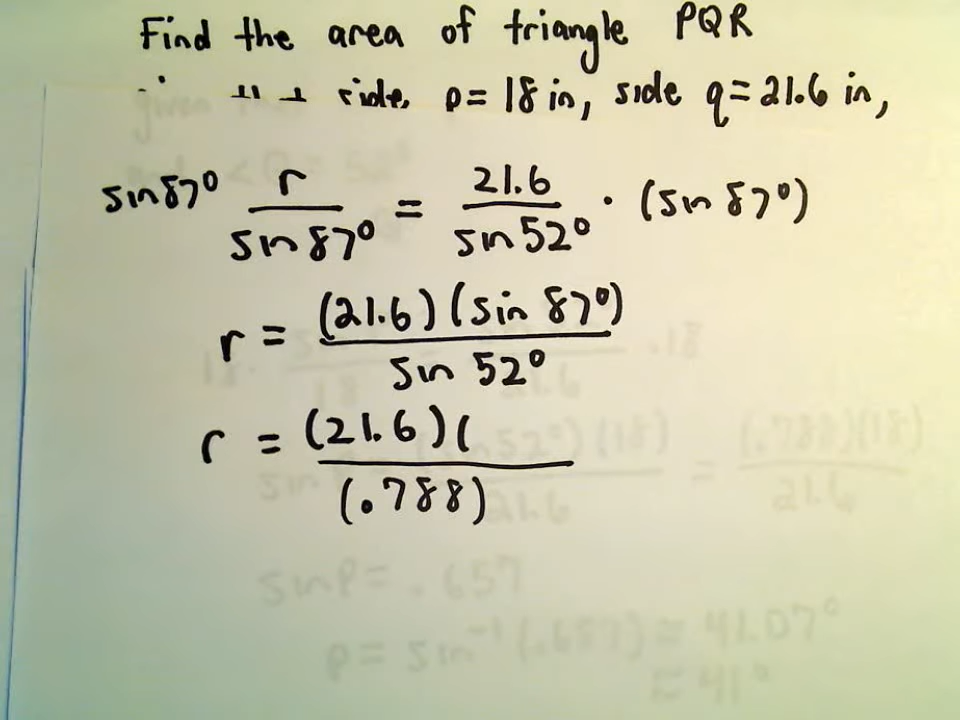 Find the area of triangle PQR
side p = 18 in, side q = 21.6 in,
sin 87° r / sin 87° = 21.6 / sin 52° · (sin 87°)
r = (21.6)(sin 87°) / sin 52°
r = (21.6)( / (.788)